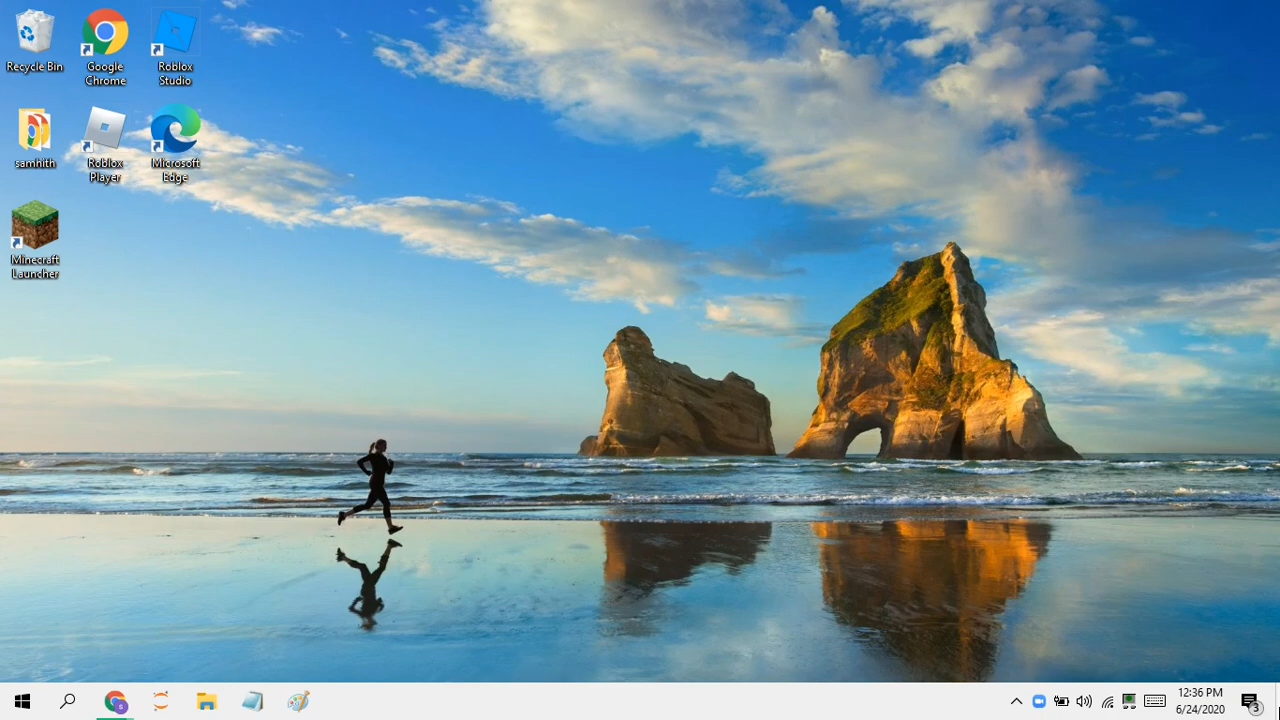 Recycle Bin
Google
Chrome
Roblox
Studio
samhith
Roblox
Player
Microsoft
Edge
Minecraft
Launcher
S
12:36 PM
6/24/2020
3